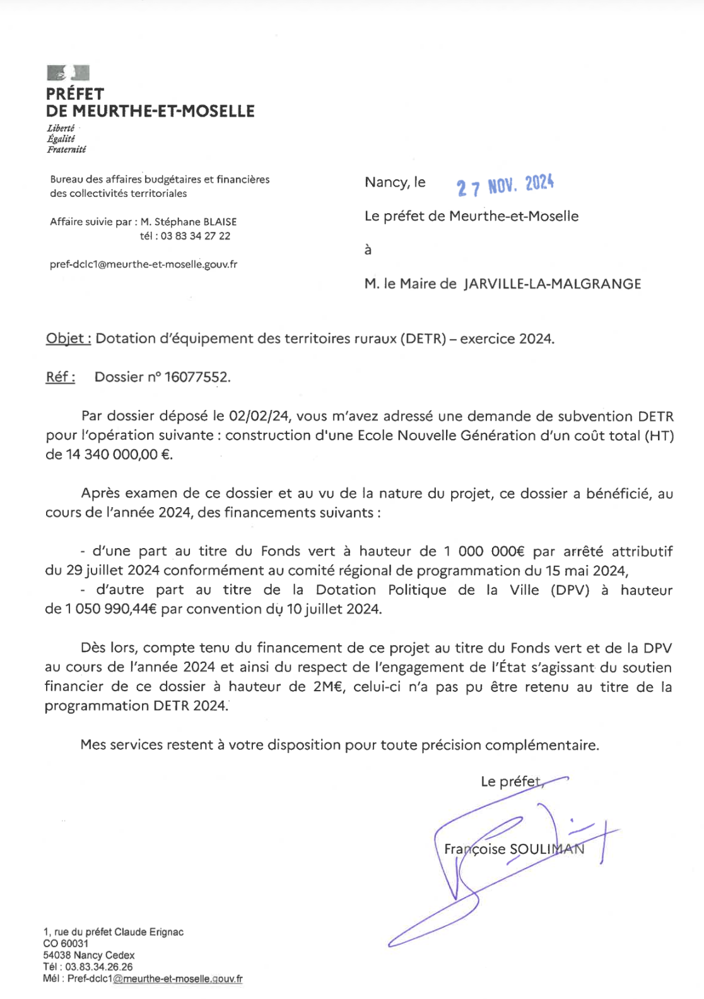 PRÉFET
DE MEURTHE-ET-MOSELLE
Liberté
Égalité
Fraternité
Bureau des affaires budgétaires et financières
des collectivités territoriales
Affaire suivie par : M. Stéphane BLAISE
tél : 03 83 34 27 22
pref-dclc1@meurthe-et-moselle.gouv.fr
Nancy, le 27 NOV. 2024
Le préfet de Meurthe-et-Moselle
à
M. le Maire de JARVILLE-LA-MALGRANGE
Objet : Dotation d'équipement des territoires ruraux (DETR) – exercice 2024.
Réf : Dossier n° 16077552.
Par dossier déposé le 02/02/24, vous m'avez adressé une demande de subvention DETR
pour l'opération suivante : construction d'une Ecole Nouvelle Génération d'un coût total (HT)
de 14 340 000,00 €.
Après examen de ce dossier et au vu de la nature du projet, ce dossier a bénéficié, au
cours de l'année 2024, des financements suivants :
- d'une part au titre du Fonds vert à hauteur de 1 000 000€ par arrêté attributif
du 29 juillet 2024 conformément au comité régional de programmation du 15 mai 2024,
- d'autre part au titre de la Dotation Politique de la Ville (DPV) à hauteur
de 1 050 990,44€ par convention du 10 juillet 2024.
Dès lors, compte tenu du financement de ce projet au titre du Fonds vert et de la DPV
au cours de l'année 2024 et ainsi du respect de l'engagement de l'État s'agissant du soutien
financier de ce dossier à hauteur de 2M€, celui-ci n'a pas pu être retenu au titre de la
programmation DETR 2024.
Mes services restent à votre disposition pour toute précision complémentaire.
Le préfet,
Françoise SOULIMAN
1, rue du préfet Claude Erignac
CO 60031
54038 Nancy Cedex
Tél : 03.83.34.26.26
Mél : Pref-dclc1@meurthe-et-moselle.gouv.fr